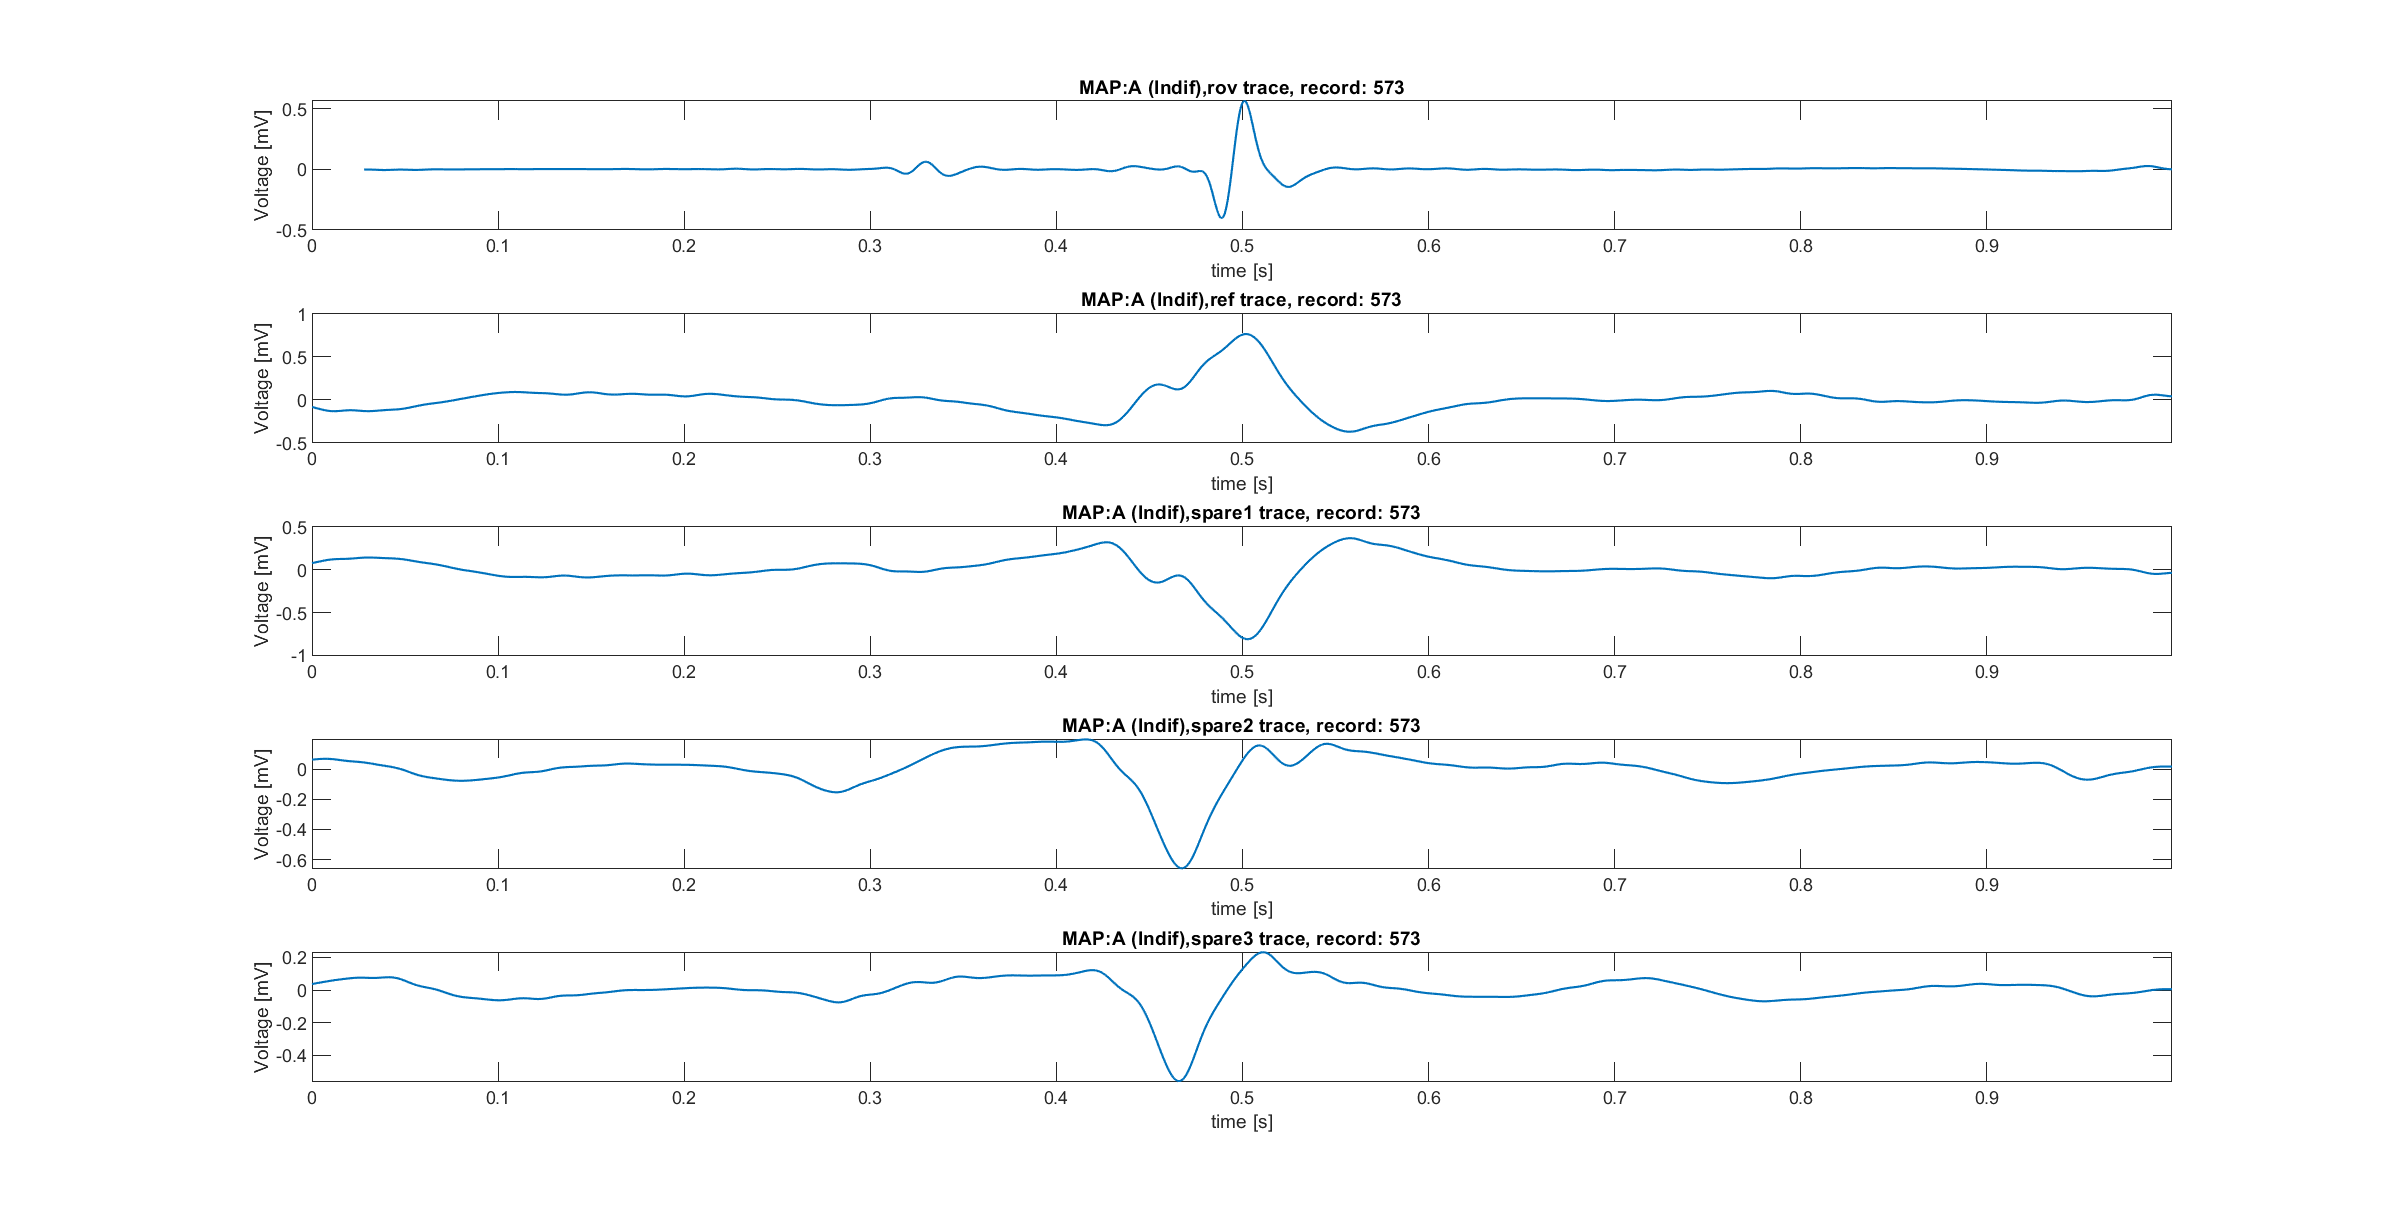 MAP:A (Indif),rov trace, record: 573
Voltage [mV]
0.5
0
-0.5
0 0.1 0.2 0.3 0.4 0.5 0.6 0.7 0.8 0.9
time [s]
MAP:A (Indif),ref trace, record: 573
Voltage [mV]
1
0.5
0
-0.5
0 0.1 0.2 0.3 0.4 0.5 0.6 0.7 0.8 0.9
time [s]
MAP:A (Indif),spare1 trace, record: 573
Voltage [mV]
0.5
0
-0.5
-1
0 0.1 0.2 0.3 0.4 0.5 0.6 0.7 0.8 0.9
time [s]
MAP:A (Indif),spare2 trace, record: 573
Voltage [mV]
0
-0.2
-0.4
-0.6
0 0.1 0.2 0.3 0.4 0.5 0.6 0.7 0.8 0.9
time [s]
MAP:A (Indif),spare3 trace, record: 573
Voltage [mV]
0.2
0
-0.2
-0.4
0 0.1 0.2 0.3 0.4 0.5 0.6 0.7 0.8 0.9
time [s]